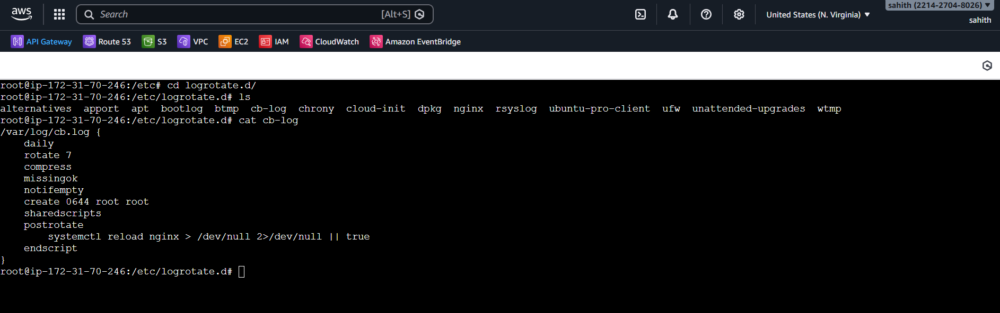 aws
Search [Alt+S]
United States (N. Virginia) ▼
sahith (2214-2704-8026) ▼
sahith
API Gateway Route 53 S3 VPC EC2 IAM CloudWatch Amazon EventBridge
root@ip-172-31-70-246:/etc# cd logrotate.d/
root@ip-172-31-70-246:/etc/logrotate.d# ls
alternatives apport apt bootlog btmp cb-log chrony cloud-init dpkg nginx rsyslog ubuntu-pro-client ufw unattended-upgrades wtmp
root@ip-172-31-70-246:/etc/logrotate.d# cat cb-log
/var/log/cb.log {
    daily
    rotate 7
    compress
    missingok
    notifempty
    create 0644 root root
    sharedscripts
    postrotate
        systemctl reload nginx > /dev/null 2>/dev/null || true
    endscript
}
root@ip-172-31-70-246:/etc/logrotate.d#